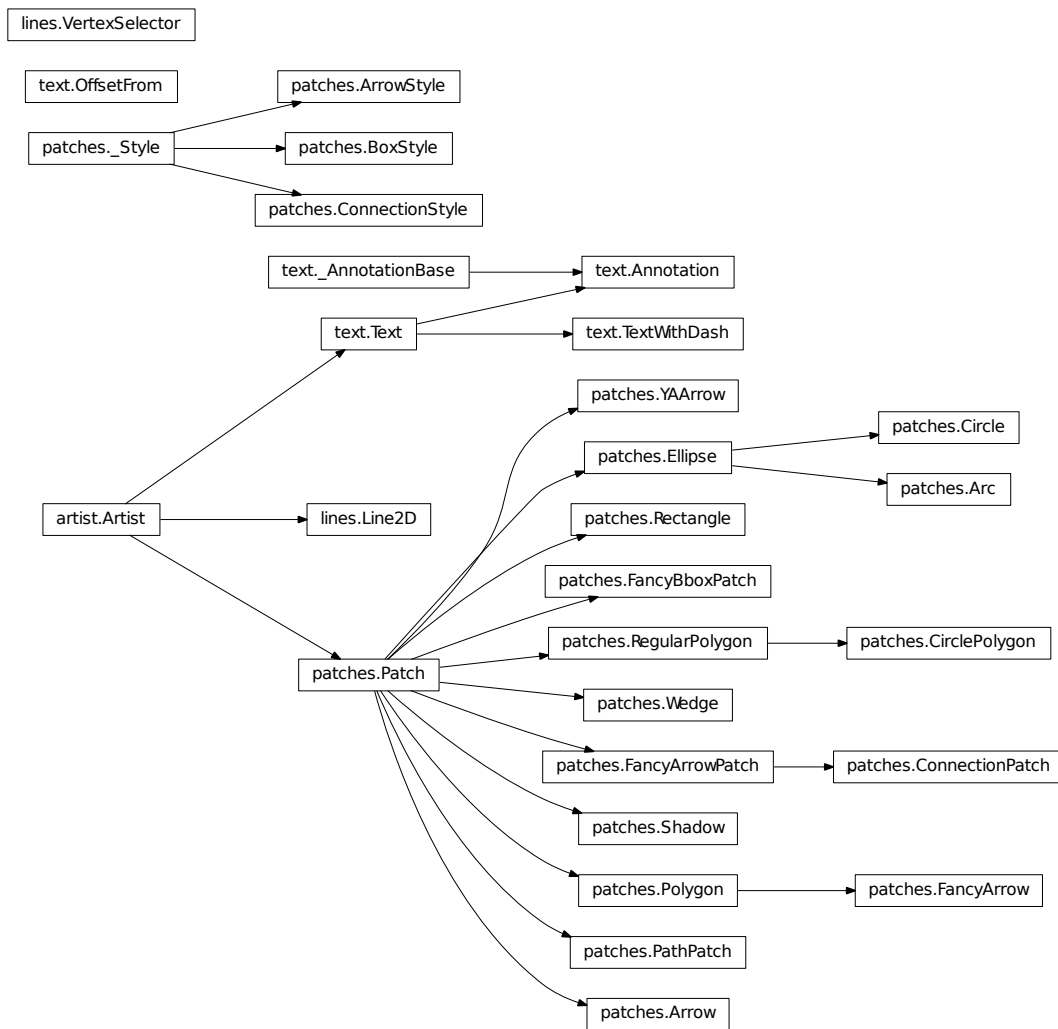 lines.VertexSelector
text.OffsetFrom
patches.ArrowStyle
patches._Style
patches.BoxStyle
patches.ConnectionStyle
text._AnnotationBase
text.Annotation
text.Text
text.TextWithDash
patches.YAArrow
patches.Circle
patches.Ellipse
patches.Arc
artist.Artist
lines.Line2D
patches.Rectangle
patches.FancyBboxPatch
patches.RegularPolygon
patches.CirclePolygon
patches.Patch
patches.Wedge
patches.FancyArrowPatch
patches.ConnectionPatch
patches.Shadow
patches.Polygon
patches.FancyArrow
patches.PathPatch
patches.Arrow